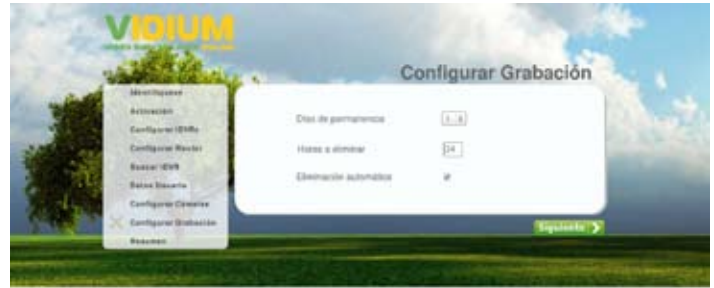 VIDIUM
Configurar Grabación
Identifíquese
Activación
Configurar iDVRs
Configurar Router
Buscar iDVR
Datos Usuario
Configurar Cámaras
Configurar Grabación
Resumen
Días de permanencia
Horas a eliminar
24
Eliminación automática
Siguiente